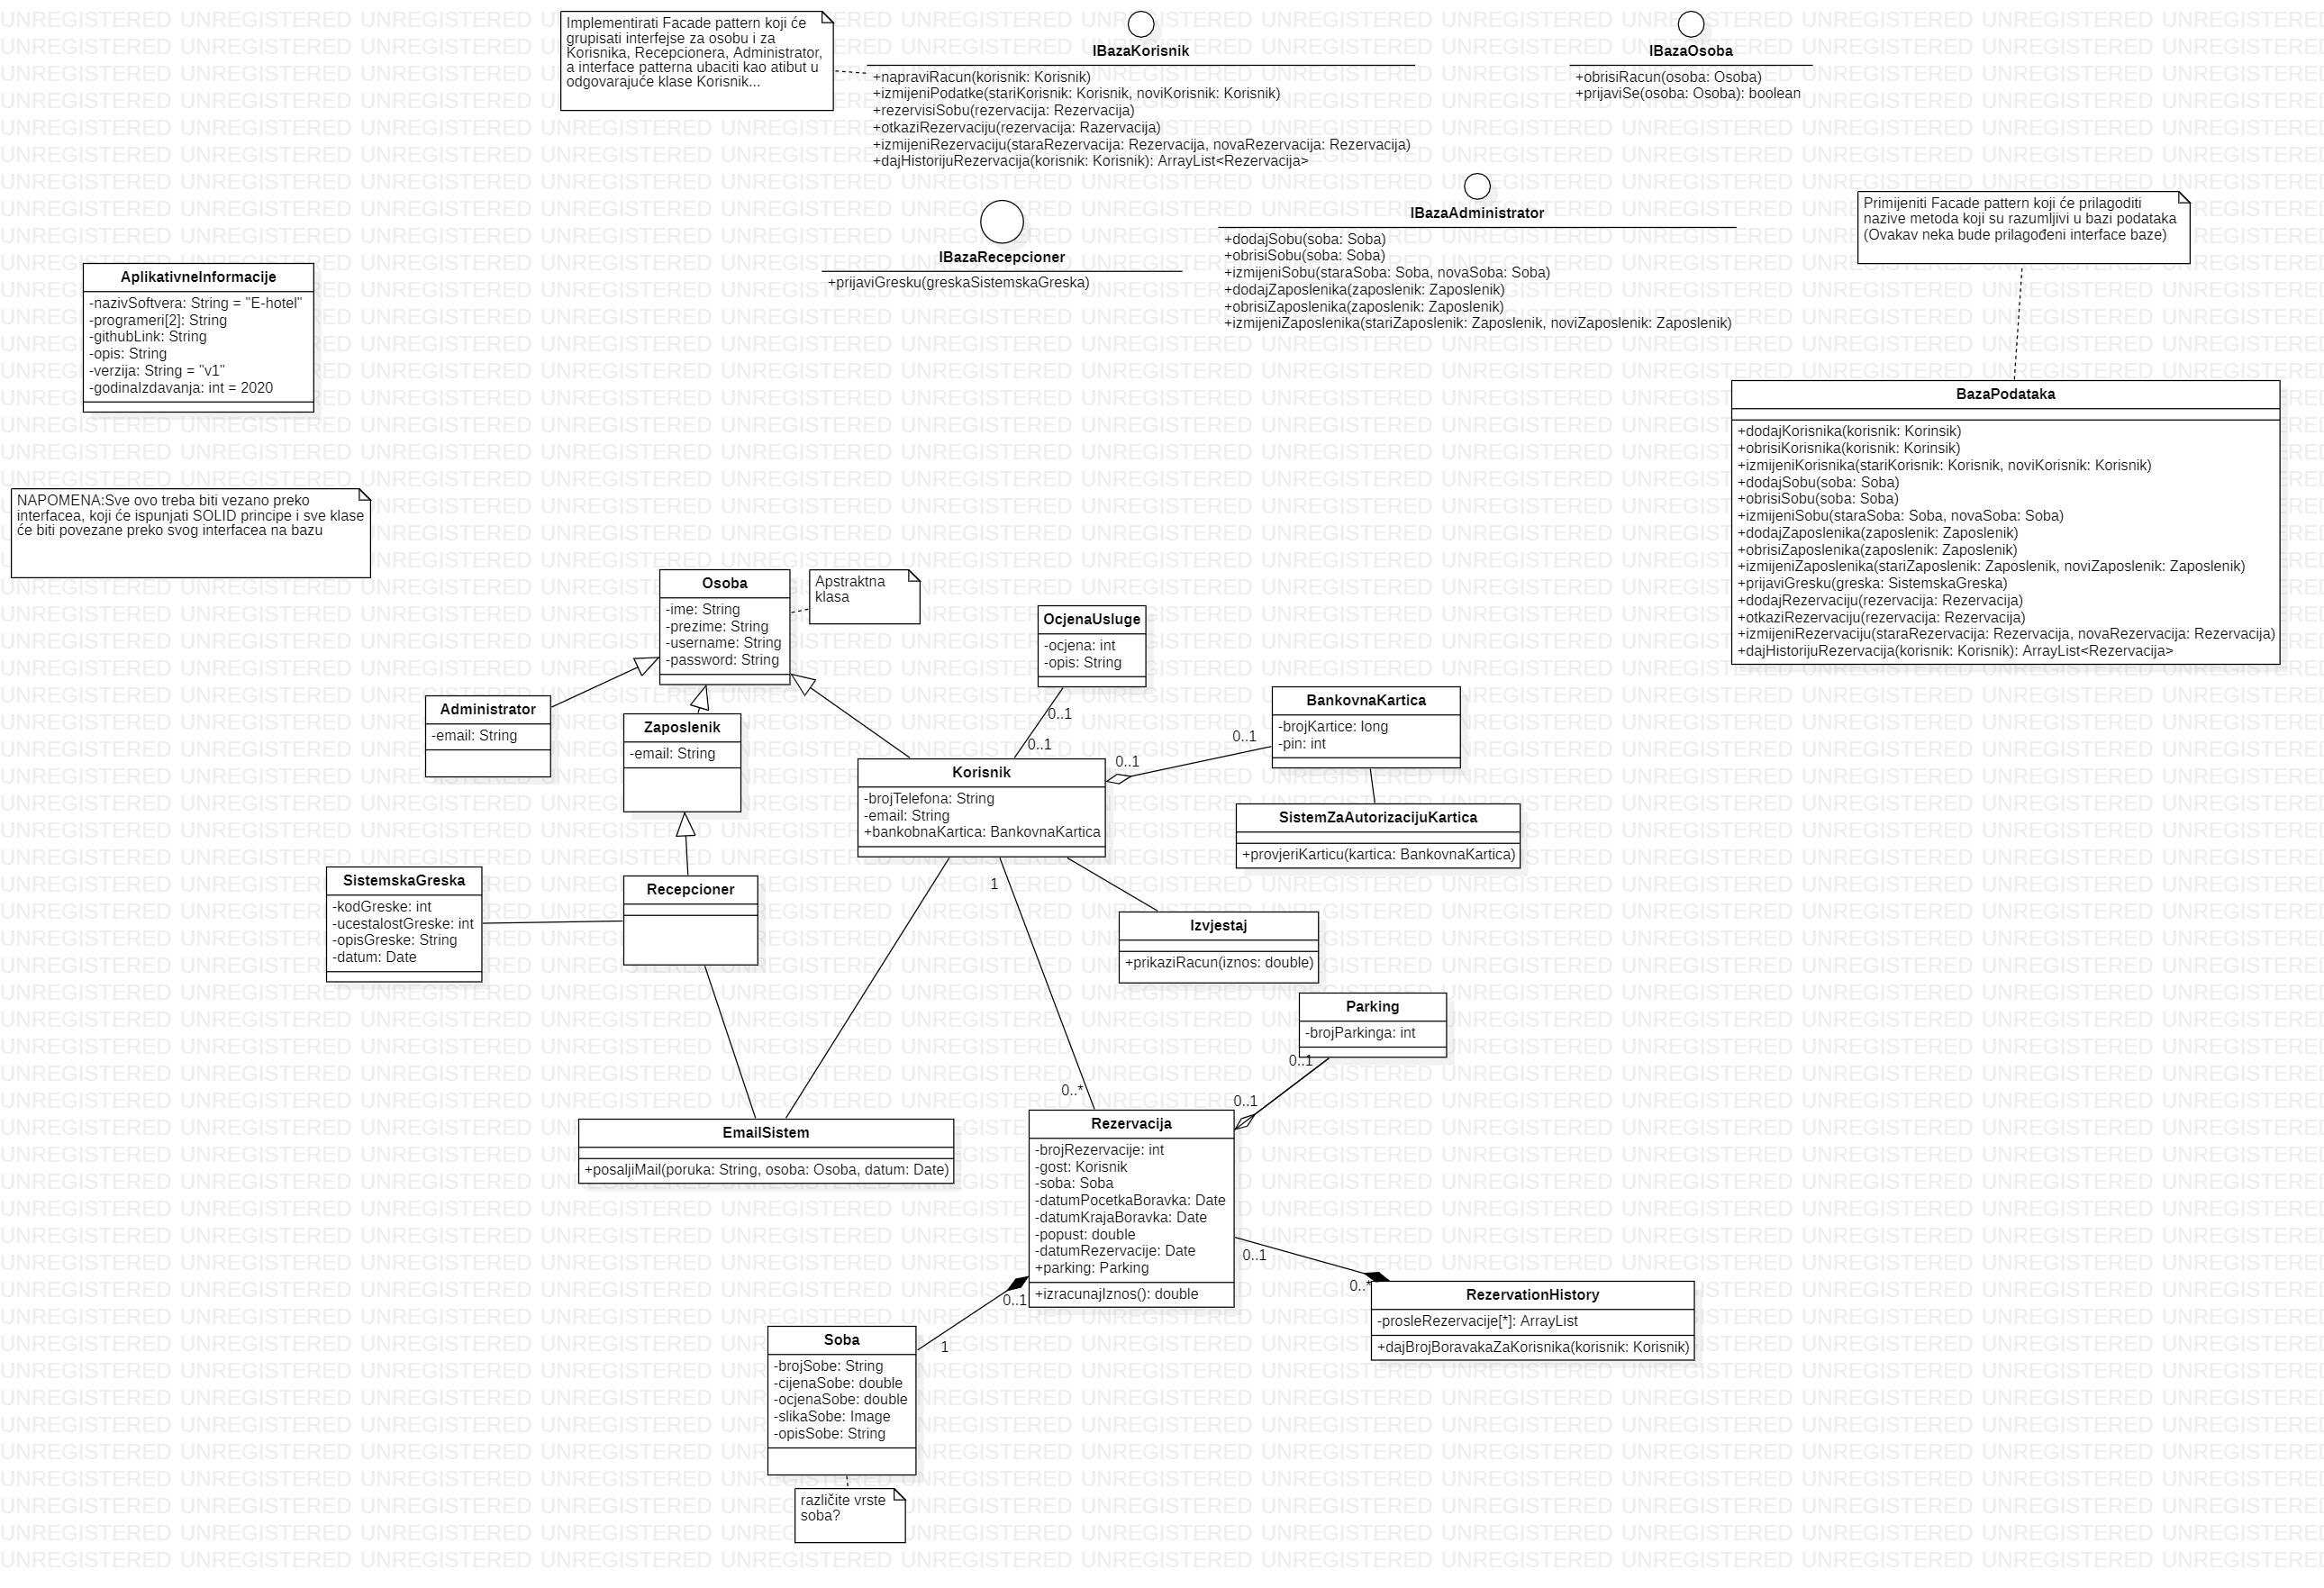 Implementirati Facade pattern koji će
grupisati interfejse za osobu i za
Korisnika, Recepcionera, Administrator,
a interface patterna ubaciti kao atibut u
odgovarajuće klase Korisnik...
IBazaKorisnik
+napraviRacun(korisnik: Korisnik)
+izmijeniPodatke(stariKorisnik: Korisnik, noviKorisnik: Korisnik)
+rezervisiSobu(rezervacija: Rezervacija)
+otkaziRezervaciju(rezervacija: Razervacija)
+izmijeniRezervaciju(staraRezervacija: Rezervacija, novaRezervacija: Rezervacija)
+dajHistorijuRezervacija(korisnik: Korisnik): ArrayList<Rezervacija>
IBazaOsoba
+obrisiRacun(osoba: Osoba)
+prijaviSe(osoba: Osoba): boolean
IBazaRecepcioner
+prijaviGresku(greskaSistemskaGreska)
IBazaAdministrator
+dodajSobu(soba: Soba)
+obrisiSobu(soba: Soba)
+izmijeniSobu(staraSoba: Soba, novaSoba: Soba)
+dodajZaposlenika(zaposlenik: Zaposlenik)
+obrisiZaposlenika(zaposlenik: Zaposlenik)
+izmijeniZaposlenika(stariZaposlenik: Zaposlenik, noviZaposlenik: Zaposlenik)
Primijeniti Facade pattern koji će prilagoditi
nazive metoda koji su razumljivi u bazi podataka
(Ovakav neka bude prilagođeni interface baze)
AplikativneInformacije
-nazivSoftvera: String = "E-hotel"
-programeri[2]: String
-githubLink: String
-opis: String
-verzija: String = "v1"
-godinaIzdavanja: int = 2020
BazaPodataka
+dodajKorisnika(korisnik: Korinsik)
+obrisiKorisnika(korisnik: Korinsik)
+izmijeniKorisnika(stariKorisnik: Korisnik, noviKorisnik: Korisnik)
+dodajSobu(soba: Soba)
+obrisiSobu(soba: Soba)
+izmijeniSobu(staraSoba: Soba, novaSoba: Soba)
+dodajZaposlenika(zaposlenik: Zaposlenik)
+obrisiZaposlenika(zaposlenik: Zaposlenik)
+izmijeniZaposlenika(stariZaposlenik: Zaposlenik, noviZaposlenik: Zaposlenik)
+prijaviGresku(greska: SistemskaGreska)
+dodajRezervaciju(rezervacija: Rezervacija)
+otkaziRezervaciju(rezervacija: Rezervacija)
+izmijeniRezervaciju(staraRezervacija: Rezervacija, novaRezervacija: Rezervacija)
+dajHistorijuRezervacija(korisnik: Korisnik): ArrayList<Rezervacija>
NAPOMENA:Sve ovo treba biti vezano preko
interfacea, koji će ispunjati SOLID principe i sve klase
će biti povezane preko svog interfacea na bazu
Osoba
-ime: String
-prezime: String
-username: String
-password: String
Apstraktna
klasa
OcjenaUsluge
-ocjena: int
-opis: String
0..1
0..1
Administrator
-email: String
Zaposlenik
-email: String
BankovnaKartica
-brojKartice: long
-pin: int
0..1
0..1
Korisnik
-brojTelefona: String
-email: String
+bankobnaKartica: BankovnaKartica
SistemZaAutorizacijuKartica
+provjeriKarticu(kartica: BankovnaKartica)
SistemskaGreska
-kodGreske: int
-ucestalostGreske: int
-opisGreske: String
-datum: Date
Recepcioner
1
Izvjestaj
+prikaziRacun(iznos: double)
Parking
-brojParkinga: int
0..1
0..1
0..*
EmailSistem
+posaljiMail(poruka: String, osoba: Osoba, datum: Date)
Rezervacija
-brojRezervacije: int
-gost: Korisnik
-soba: Soba
-datumPocetkaBoravka: Date
-datumKrajaBoravka: Date
-popust: double
-datumRezervacije: Date
+parking: Parking
+izracunajIznos(): double
0..1
0..*
RezervationHistory
-prosleRezervacije[*]: ArrayList
+dajBrojBoravakaZaKorisnika(korisnik: Korisnik)
0..1
1
Soba
-brojSobe: String
-cijenaSobe: double
-ocjenaSobe: double
-slikaSobe: Image
-opisSobe: String
različite vrste
soba?